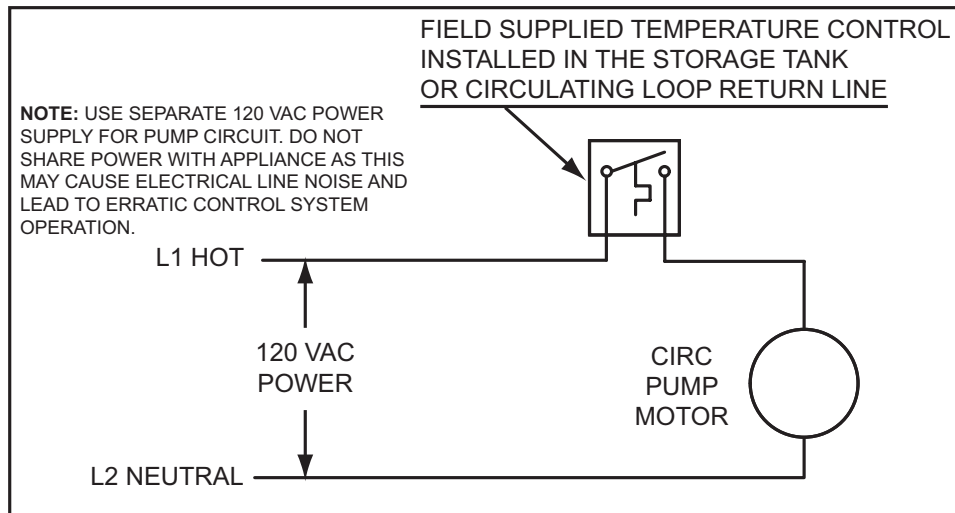 FIELD SUPPLIED TEMPERATURE CONTROL
INSTALLED IN THE STORAGE TANK
OR CIRCULATING LOOP RETURN LINE
NOTE: USE SEPARATE 120 VAC POWER
SUPPLY FOR PUMP CIRCUIT. DO NOT
SHARE POWER WITH APPLIANCE AS THIS
MAY CAUSE ELECTRICAL LINE NOISE AND
LEAD TO ERRATIC CONTROL SYSTEM
OPERATION.
L1 HOT
120 VAC
POWER
CIRC
PUMP
MOTOR
L2 NEUTRAL